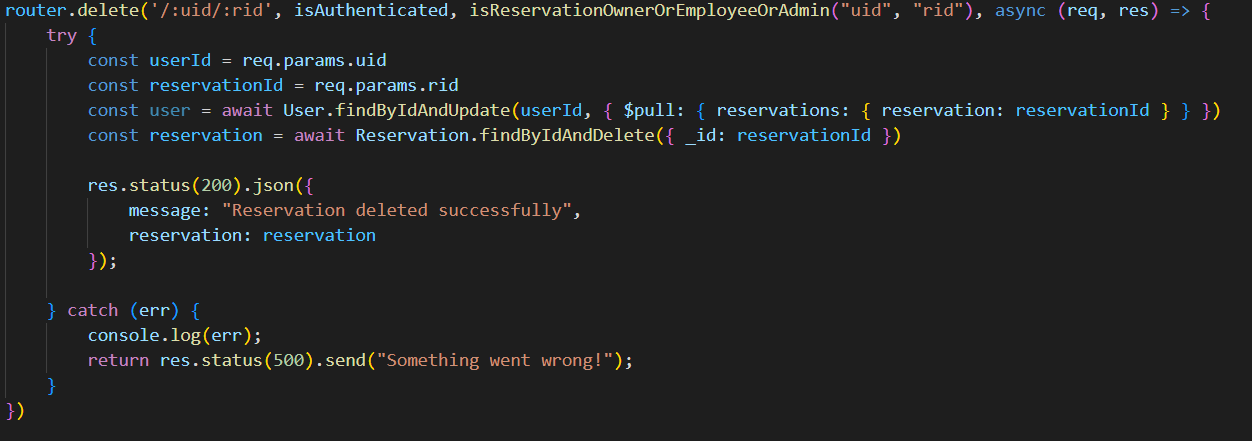 router.delete('/:uid/:rid', isAuthenticated, isReservationOwnerOrEmployeeOrAdmin("uid", "rid"), async (req, res) => {
    try {
        const userId = req.params.uid
        const reservationId = req.params.rid
        const user = await User.findByIdAndUpdate(userId, { $pull: { reservations: { reservation: reservationId } } })
        const reservation = await Reservation.findByIdAndDelete({ _id: reservationId })

        res.status(200).json({
            message: "Reservation deleted successfully",
            reservation: reservation
        });

    } catch (err) {
        console.log(err);
        return res.status(500).send("Something went wrong!");
    }
})